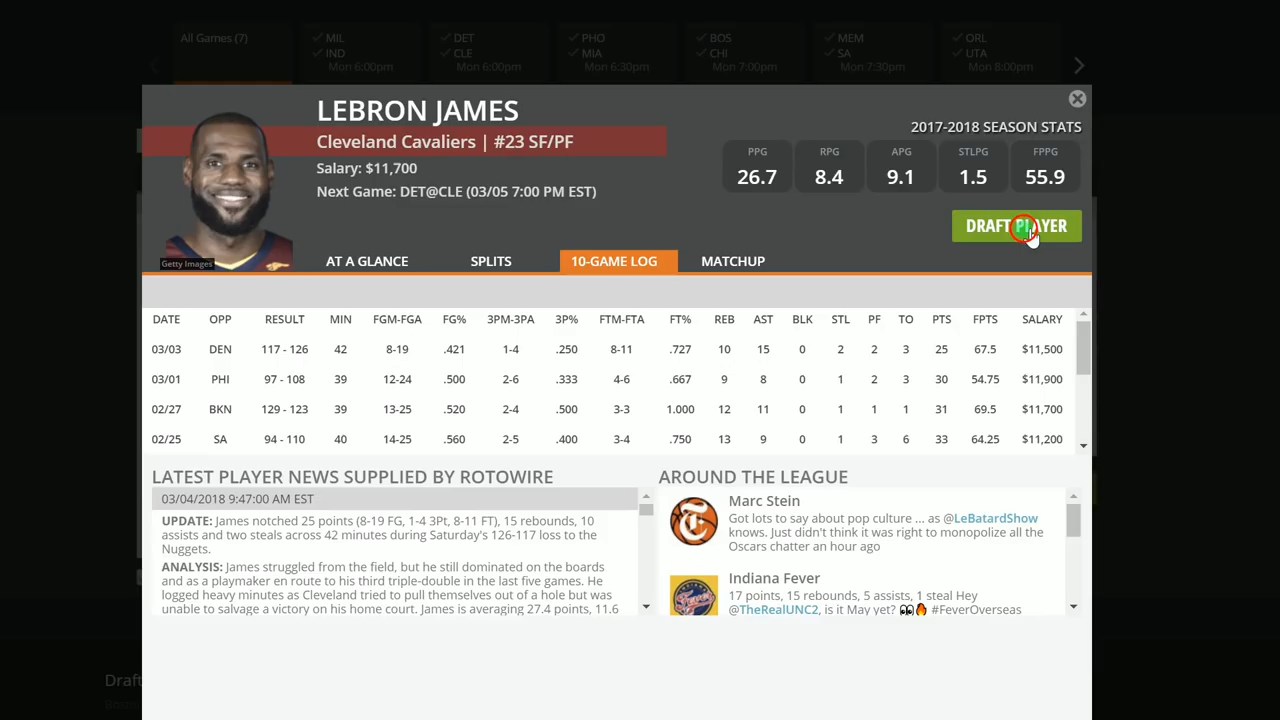 All Games (7)
MIL
IND
Mon 6:00pm
DET
CLE
Mon 6:00pm
PHO
MIA
Mon 6:30pm
BOS
CHI
Mon 7:00pm
MEM
SA
Mon 7:30pm
ORL
UTA
Mon 8:00pm
LEBRON JAMES
Cleveland Cavaliers | #23 SF/PF
Salary: $11,700
Next Game: DET@CLE (03/05 7:00 PM EST)
Getty Images
2017-2018 SEASON STATS
PPG RPG APG STLPG FPPG
26.7 8.4 9.1 1.5 55.9
DRAFT PLAYER
AT A GLANCE SPLITS 10-GAME LOG MATCHUP
DATE OPP RESULT MIN FGM-FGA FG% 3PM-3PA 3P% FTM-FTA FT% REB AST BLK STL PF TO PTS FPTS SALARY
03/03 DEN 117 - 126 42 8-19 .421 1-4 .250 8-11 .727 10 15 0 2 2 3 25 67.5 $11,500
03/01 PHI 97 - 108 39 12-24 .500 2-6 .333 4-6 .667 9 8 0 1 2 3 30 54.75 $11,900
02/27 BKN 129 - 123 39 13-25 .520 2-4 .500 3-3 1.000 12 11 0 1 1 1 31 69.5 $11,700
02/25 SA 94 - 110 40 14-25 .560 2-5 .400 3-4 .750 13 9 0 1 3 6 33 64.25 $11,200
LATEST PLAYER NEWS SUPPLIED BY ROTOWIRE
03/04/2018 9:47:00 AM EST
UPDATE: James notched 25 points (8-19 FG, 1-4 3Pt, 8-11 FT), 15 rebounds, 10
assists and two steals across 42 minutes during Saturday's 126-117 loss to the
Nuggets.
ANALYSIS: James struggled from the field, but he still dominated on the boards
and as a playmaker en route to his third triple-double in the last five games. He
logged heavy minutes as Cleveland tried to pull themselves out of a hole but was
unable to salvage a victory on his home court. James is averaging 27.4 points, 11.6
AROUND THE LEAGUE
Marc Stein
Got lots to say about pop culture ... as @LeBatardShow
knows. Just didn't think it was right to monopolize all the
Oscars chatter an hour ago
Indiana Fever
17 points, 15 rebounds, 5 assists, 1 steal Hey
@TheRealUNC2, is it May yet? 👀🔥 #FeverOverseas
Draft